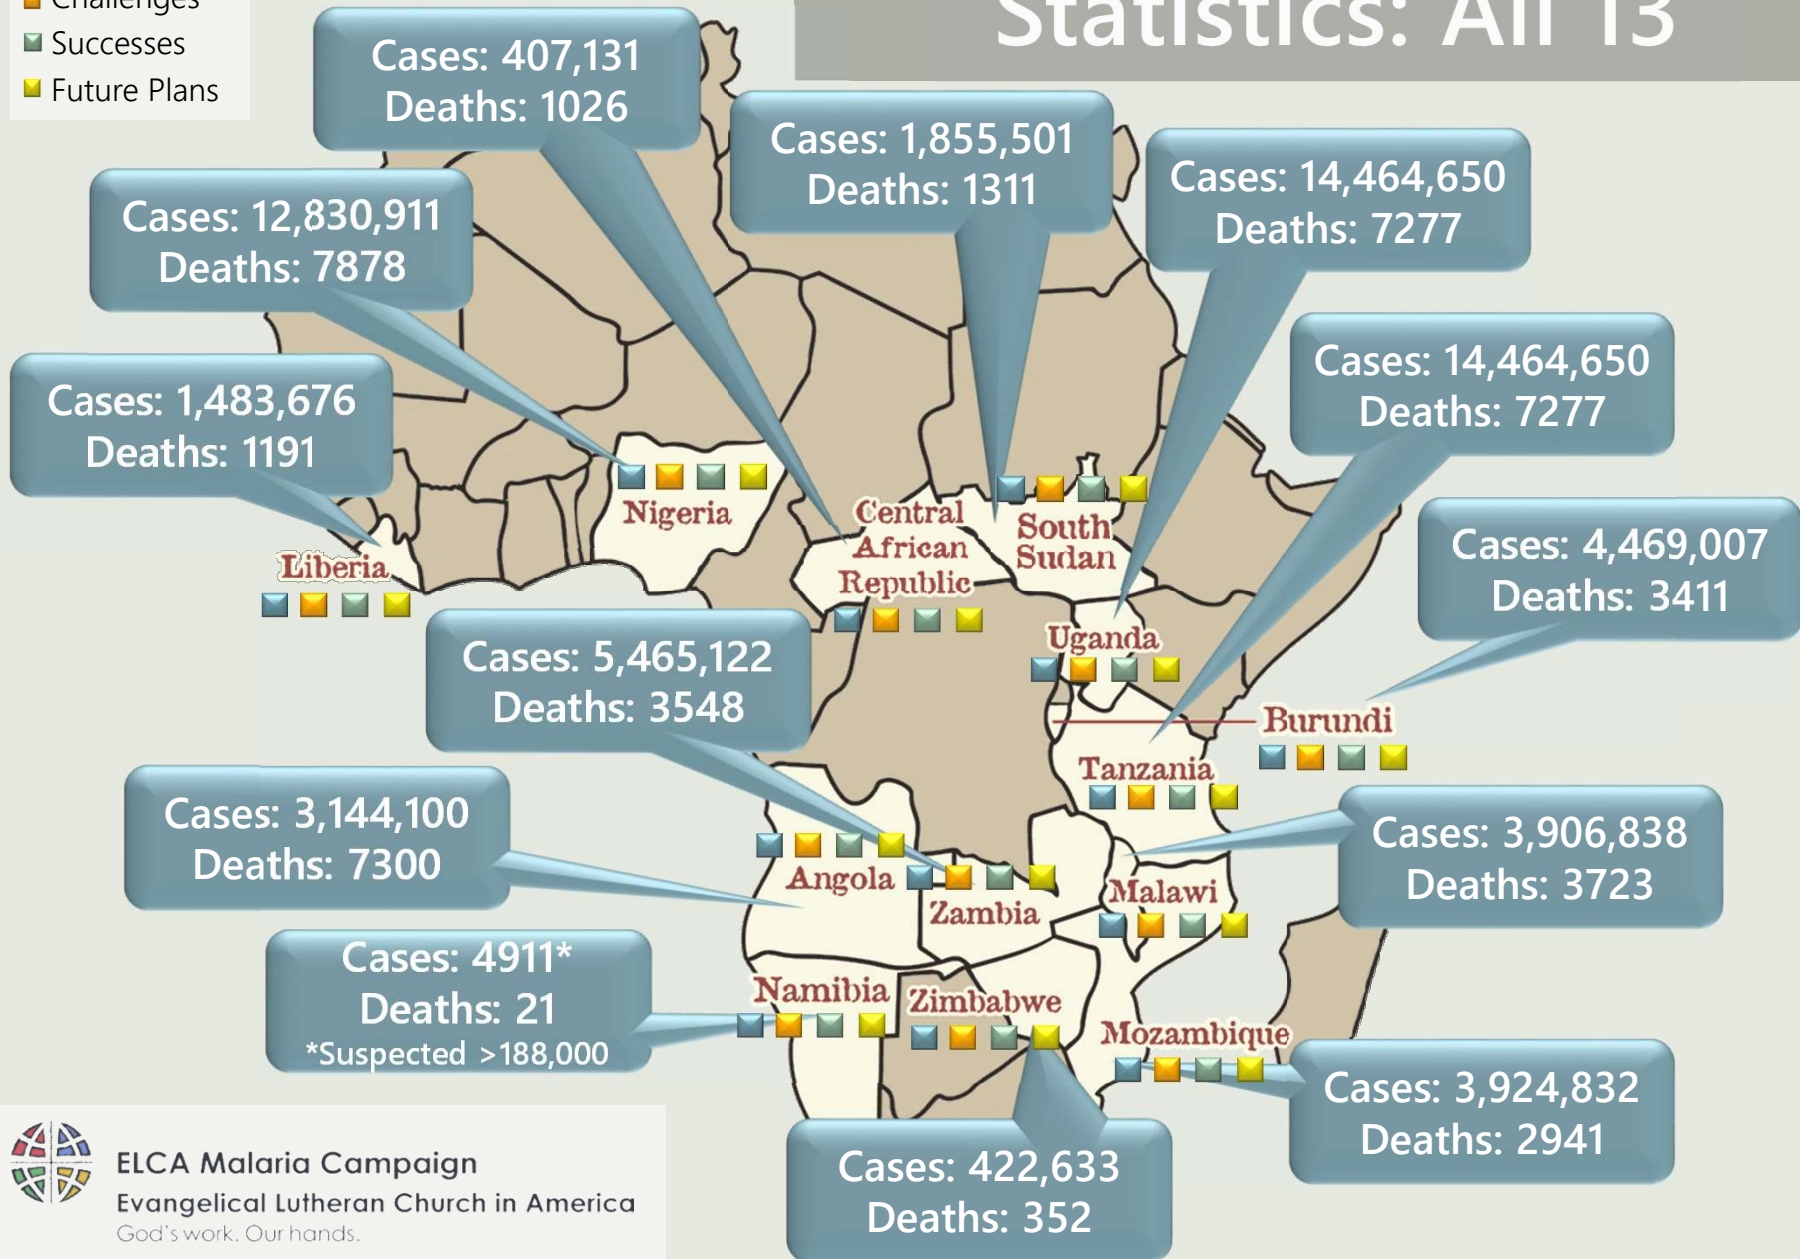 Challenges
Successes
Future Plans
Statistics: All 13
Cases: 407,131
Deaths: 1026
Cases: 1,855,501
Deaths: 1311
Cases: 14,464,650
Deaths: 7277
Cases: 12,830,911
Deaths: 7878
Cases: 14,464,650
Deaths: 7277
Cases: 1,483,676
Deaths: 1191
Nigeria
Central
African
Republic
South
Sudan
Cases: 4,469,007
Deaths: 3411
Liberia
Uganda
Cases: 5,465,122
Deaths: 3548
Burundi
Tanzania
Cases: 3,144,100
Deaths: 7300
Cases: 3,906,838
Deaths: 3723
Angola
Zambia
Malawi
Cases: 4911*
Deaths: 21
*Suspected >188,000
Namibia
Zimbabwe
Mozambique
Cases: 3,924,832
Deaths: 2941
Cases: 422,633
Deaths: 352
ELCA Malaria Campaign
Evangelical Lutheran Church in America
God's work. Our hands.